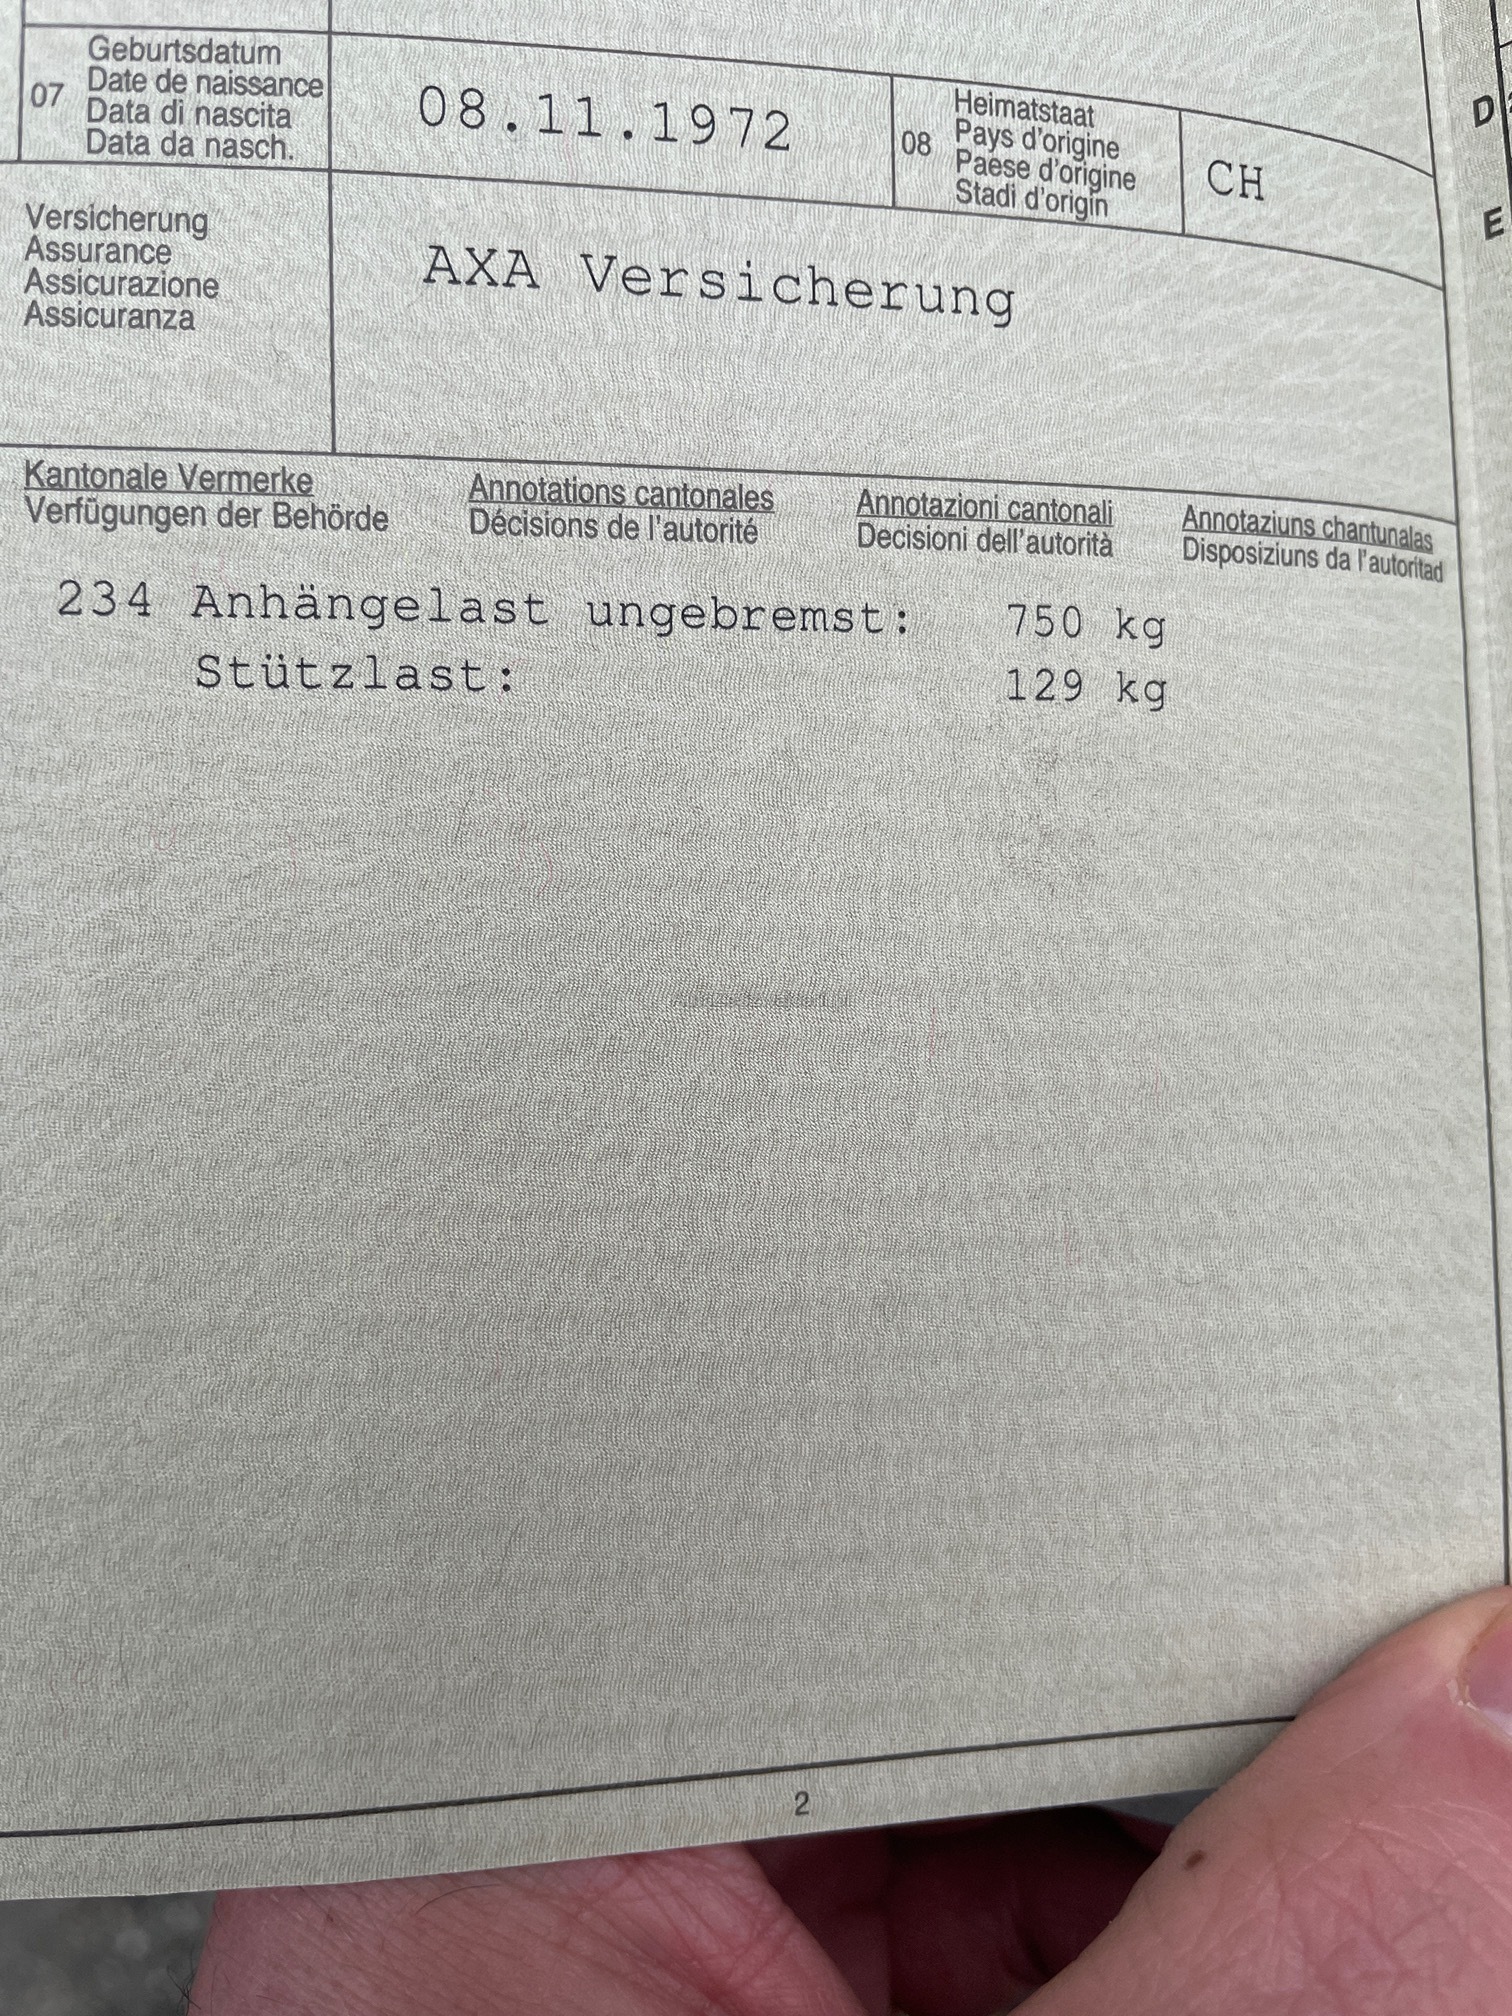 07
Geburtsdatum
Date de naissance
Data di nascita
Data da nasch.
08.11.1972
08
Heimatstaat
Pays d'origine
Paese d'origine
Stadi d'origin
CH
Versicherung
Assurance
Assicurazione
Assicuranza
AXA Versicherung
Kantonale Vermerke
Verfügungen der Behörde
Annotations cantonales
Décisions de l'autorité
Annotazioni cantonali
Decisioni dell'autorità
Annotaziuns chantunalas
Disposiziuns da l'autoritad
234 Anhängelast ungebremst: 750 kg
Stützlast: 129 kg
2
D
E